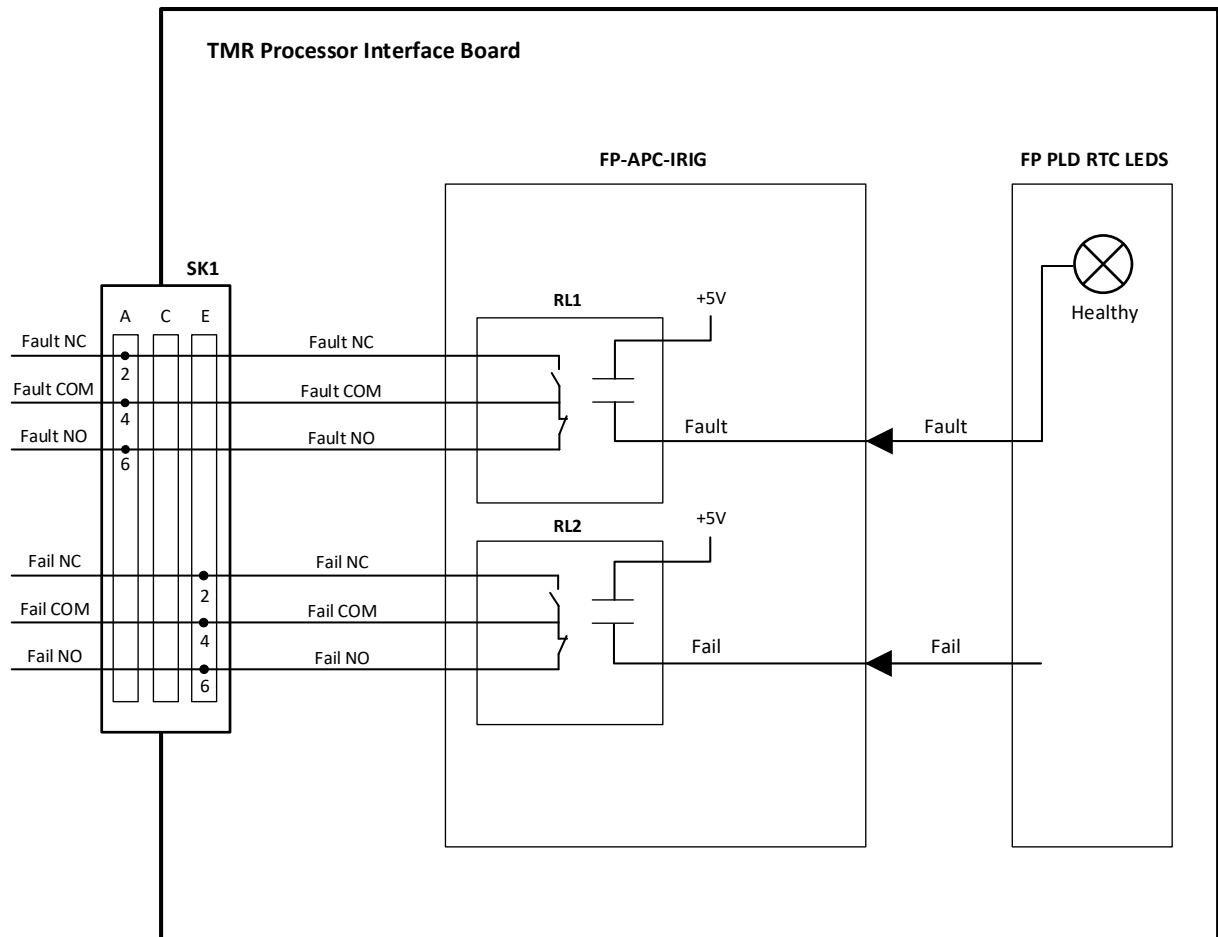 TMR Processor Interface Board
FP-APC-IRIG
FP PLD RTC LEDS
SK1
A C E
RL1
+5V
Healthy
Fault NC
Fault NC
2
Fault COM
Fault COM
4
Fault NO
Fault NO
6
Fault
Fault
RL2
+5V
Fail NC
Fail NC
2
Fail COM
Fail COM
4
Fail NO
Fail NO
6
Fail
Fail